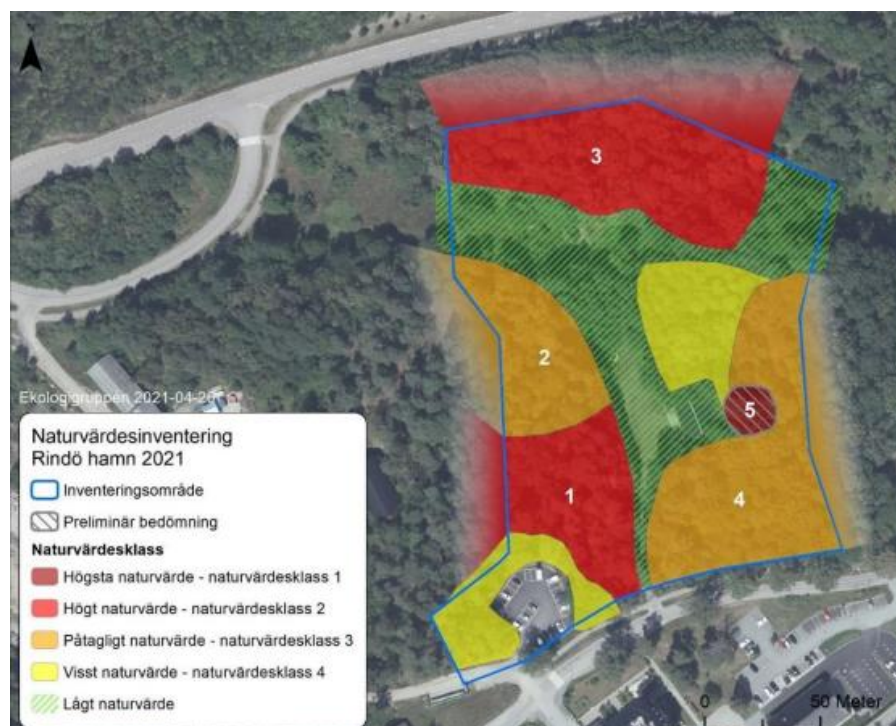 3
2
5
1
4
Ekologigruppen 2021-04-26
Naturvärdesinventering
Rindö hamn 2021
Inventeringsområde
Preliminär bedömning
Naturvärdesklass
Högsta naturvärde - naturvärdesklass 1
Högt naturvärde - naturvärdesklass 2
Påtagligt naturvärde - naturvärdesklass 3
Visst naturvärde - naturvärdesklass 4
Lågt naturvärde
0 50 Meter